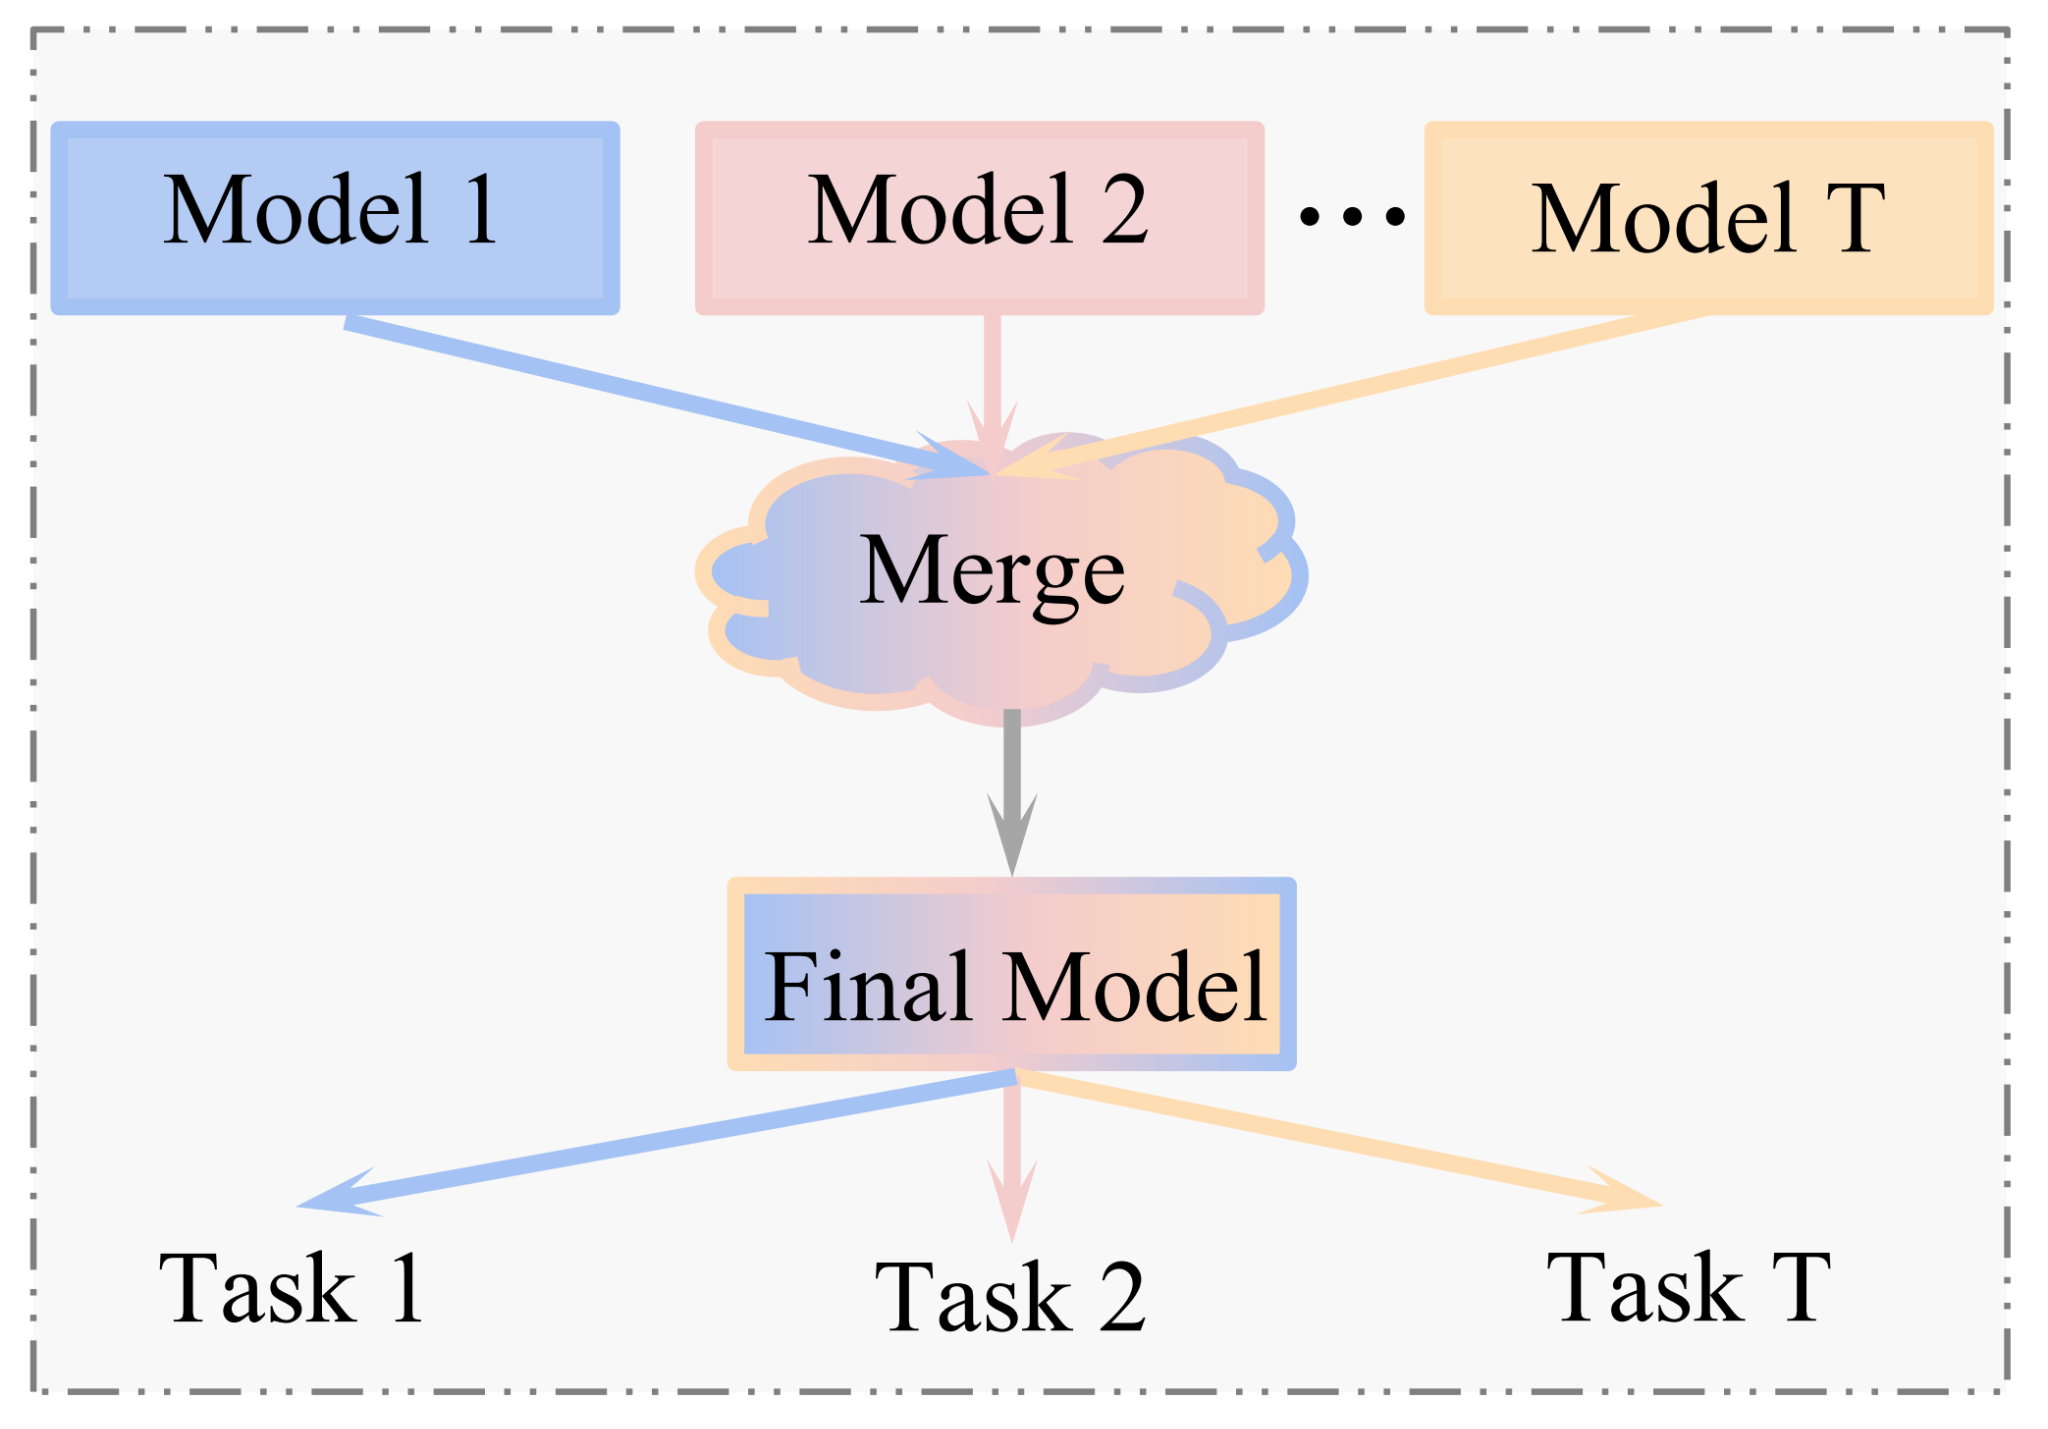 Model 1
Model 2
...
Model T
Merge
Final Model
Task 1
Task 2
Task T